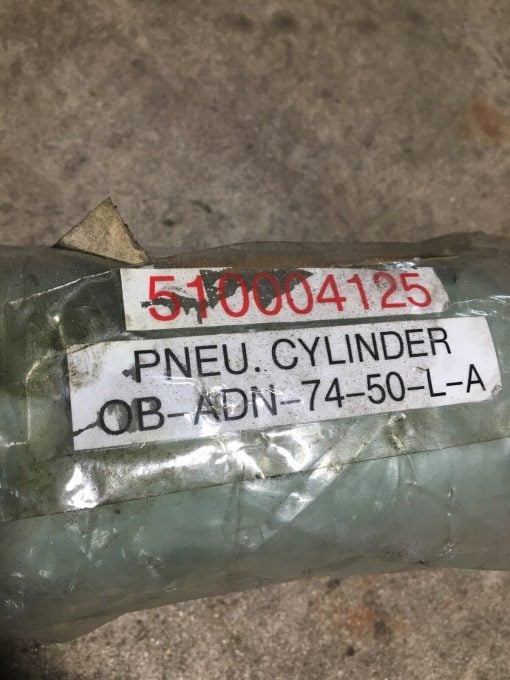 510004125
PNEU. CYLINDER
OB-ADN-74-50-L-A